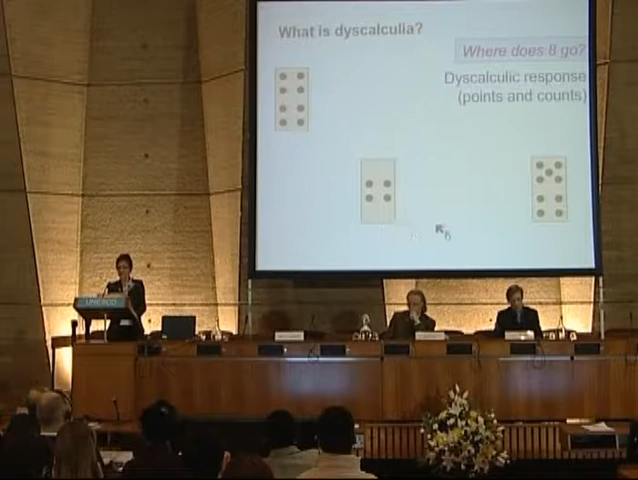 What is dyscalculia?
Where does 8 go?
Dyscalculic response
(points and counts)
UNESCO